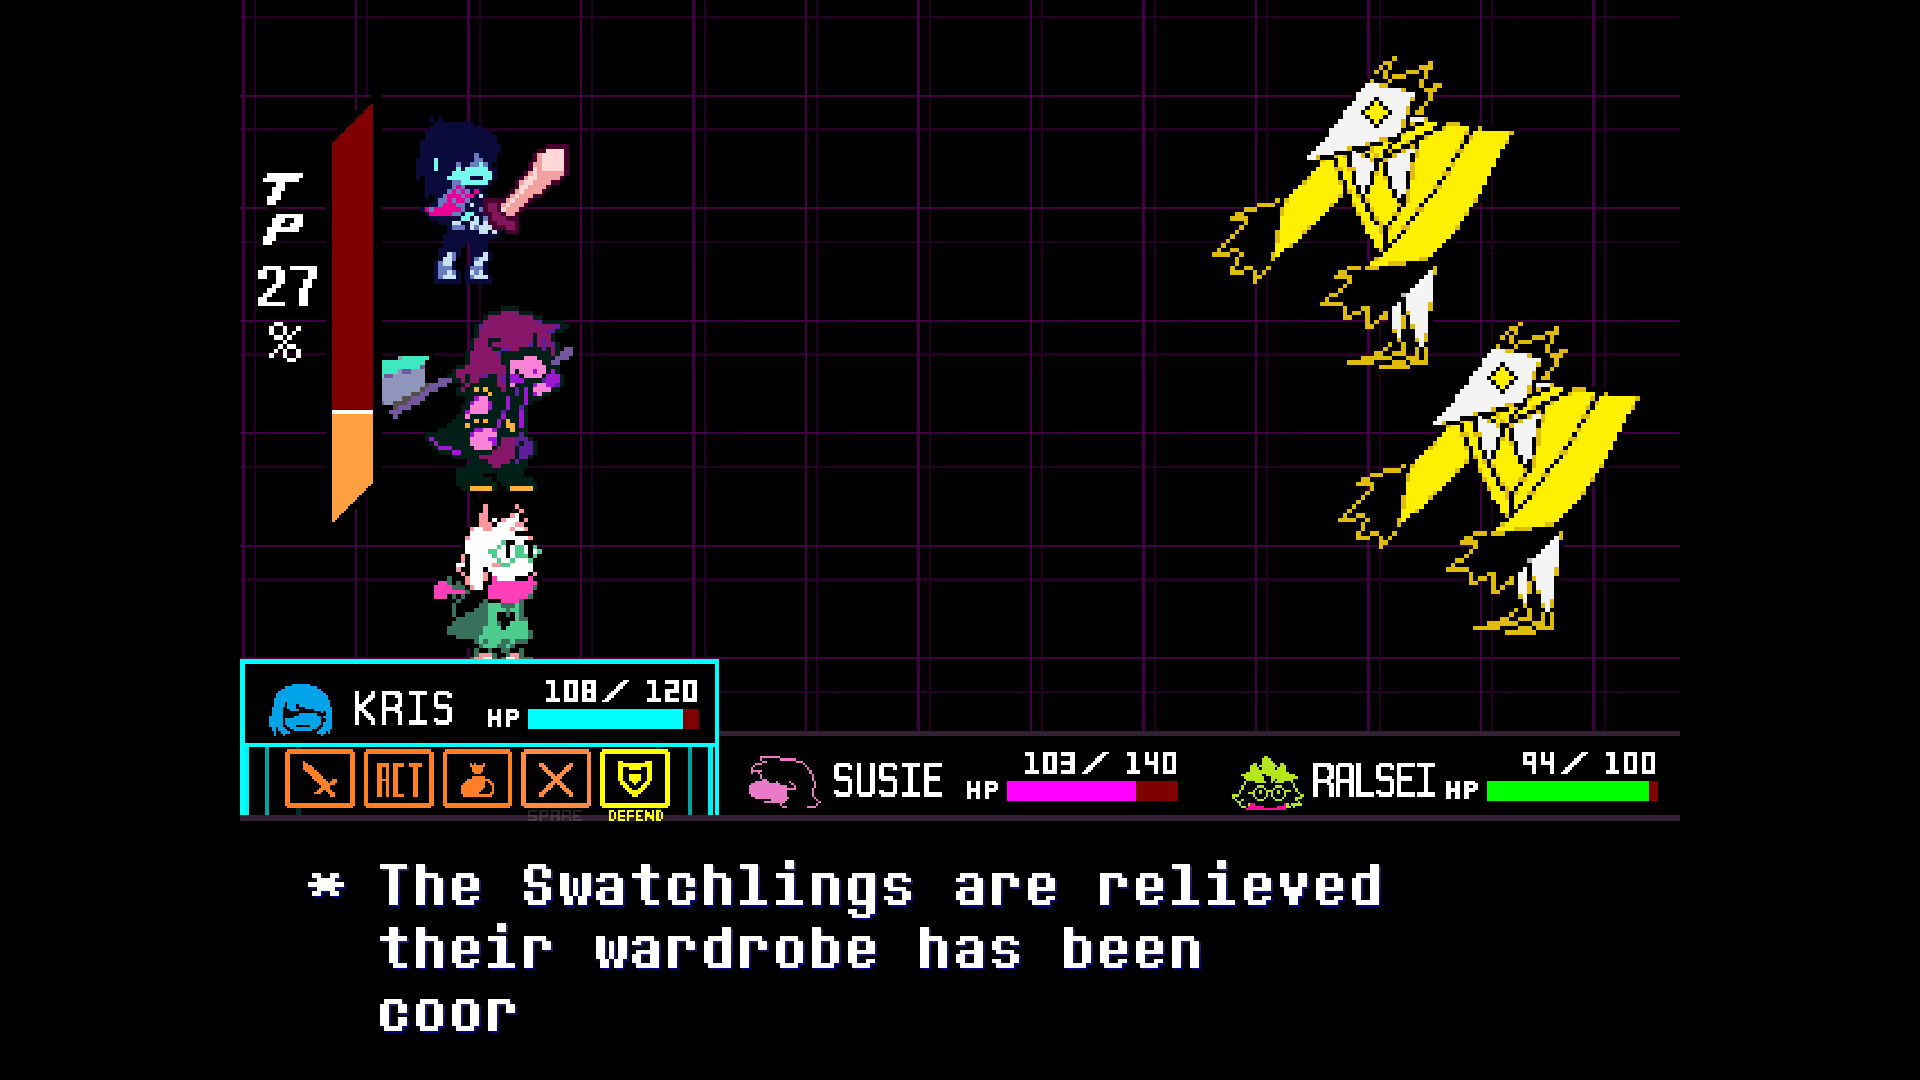 TP
27
%
KRIS HP 108/ 120
ACT
SPARE DEFEND
SUSIE HP 103/ 140
RALSEI HP 94/ 100
* The Swatchlings are relieved
their wardrobe has been
coor